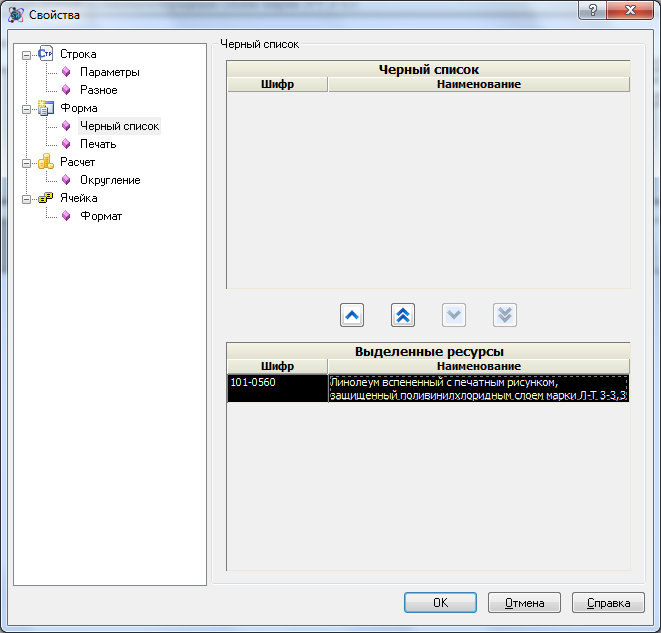 Свойства
Строка
Параметры
Разное
Форма
Черный список
Печать
Расчет
Округление
Ячейка
Формат
Черный список
Черный список
Шифр Наименование
Выделенные ресурсы
Шифр Наименование
101-0560 Линолеум вспененный с печатным рисунком,
защищенный поливинилхлоридным слоем марки Л-Т 3-3,3
OK Отмена Справка